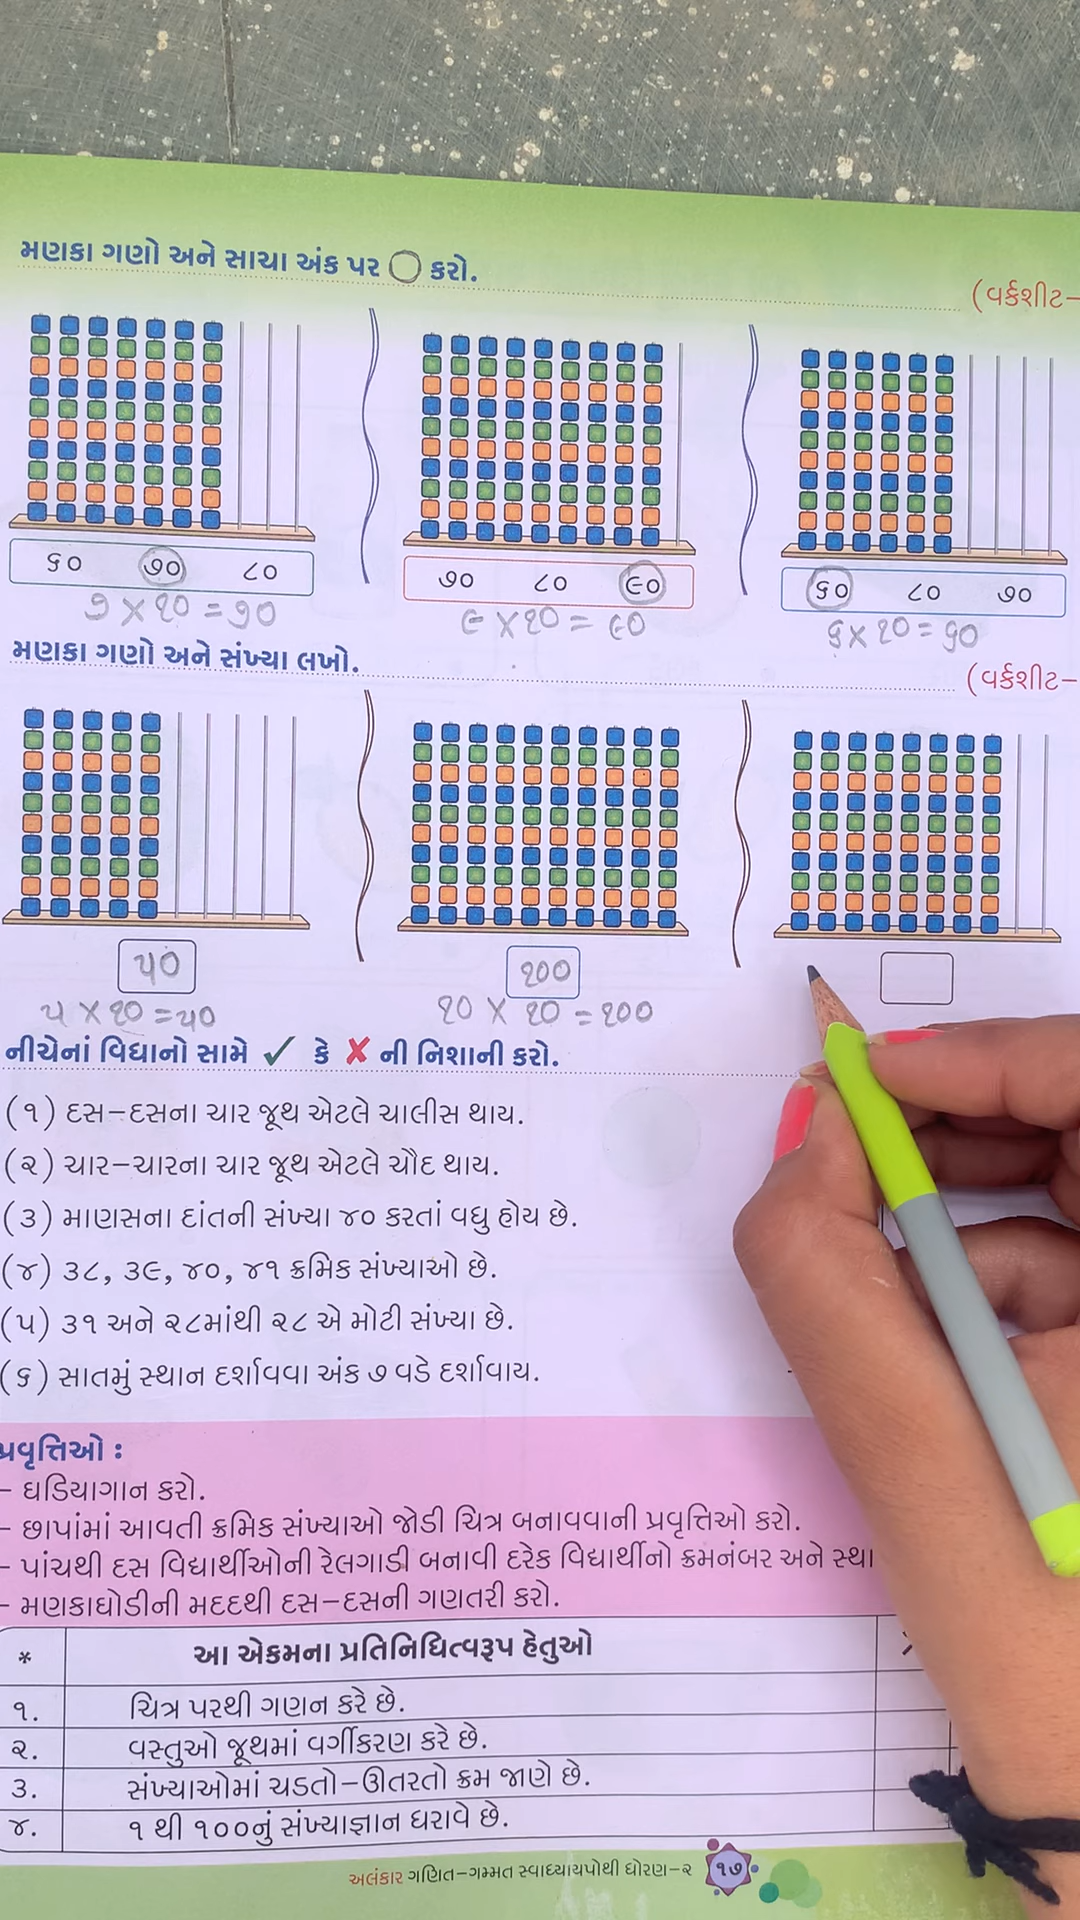 મણકા ગણો અને સાચા અંક પર ◯ કરો.
(વર્કશીટ-
૬૦ ૭૦ ૮૦
૭૦ ૮૦ ૯૦
૬૦ ૮૦ ૭૦
૭ X ૧૦ = ૭૦
૯ X ૧૦ = ૯૦
૬ X ૧૦ = ૬૦
મણકા ગણો અને સંખ્યા લખો.
(વર્કશીટ-
૫૦
૧૦૦
૫ X ૧૦ = ૫૦
૧૦ X ૧૦ = ૧૦૦
નીચેનાં વિધાનો સામે ✓ કે ✗ ની નિશાની કરો.
(૧) દસ-દસના ચાર જૂથ એટલે ચાલીસ થાય.
(૨) ચાર-ચારના ચાર જૂથ એટલે ચૌદ થાય.
(૩) માણસના દાંતની સંખ્યા ૪૦ કરતાં વધુ હોય છે.
(૪) ૩૮, ૩૯, ૪૦, ૪૧ ક્રમિક સંખ્યાઓ છે.
(૫) ૩૧ અને ૨૮માંથી ૨૮ એ મોટી સંખ્યા છે.
(૬) સાતમું સ્થાન દર્શાવવા અંક ૭ વડે દર્શાવાય.
પ્રવૃત્તિઓ :
- ઘડિયાગાન કરો.
- છાપાંમાં આવતી ક્રમિક સંખ્યાઓ જોડી ચિત્ર બનાવવાની પ્રવૃત્તિઓ કરો.
- પાંચથી દસ વિદ્યાર્થીઓની રેલગાડી બનાવી દરેક વિદ્યાર્થીનો ક્રમનંબર અને સ્થા
- મણકાઘોડીની મદદથી દસ-દસની ગણતરી કરો.
* આ એકમના પ્રતિનિધિત્વરૂપ હેતુઓ
૧. ચિત્ર પરથી ગણન કરે છે.
૨. વસ્તુઓ જૂથમાં વર્ગીકરણ કરે છે.
૩. સંખ્યાઓમાં ચડતો-ઊતરતો ક્રમ જાણે છે.
૪. ૧ થી ૧૦૦નું સંખ્યાજ્ઞાન ધરાવે છે.
અલંકાર ગણિત-ગમ્મત સ્વાધ્યાયપોથી ધોરણ-૨ ૧૭